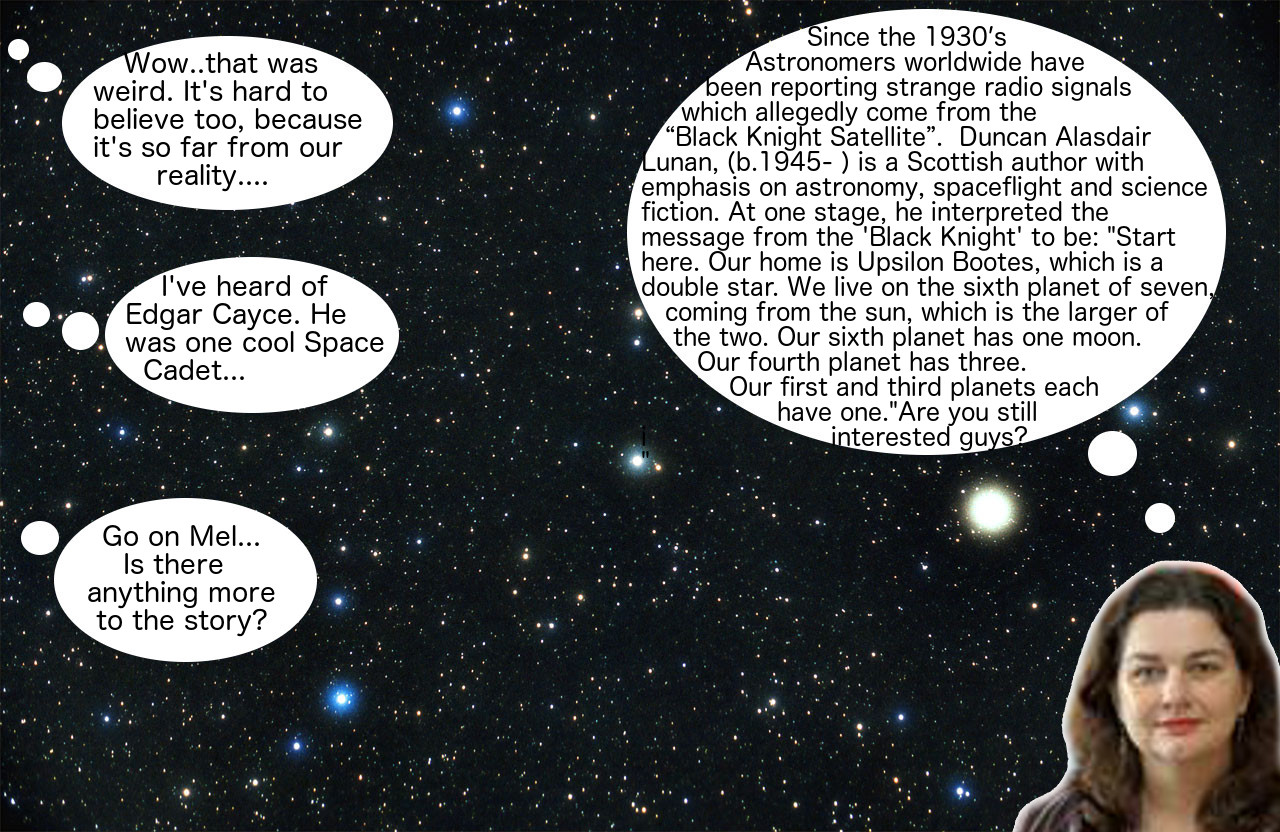 Wow..that was
weird. It's hard to
believe too, because
it's so far from our
reality....
I've heard of
Edgar Cayce. He
was one cool Space
Cadet...
Go on Mel...
Is there
anything more
to the story?
Since the 1930's
Astronomers worldwide have
been reporting strange radio signals
which allegedly come from the
“Black Knight Satellite”.  Duncan Alasdair
Lunan, (b.1945- ) is a Scottish author with
emphasis on astronomy, spaceflight and science
fiction. At one stage, he interpreted the
message from the 'Black Knight' to be: "Start
here. Our home is Upsilon Bootes, which is a
double star. We live on the sixth planet of seven,
coming from the sun, which is the larger of
the two. Our sixth planet has one moon.
Our fourth planet has three.
Our first and third planets each
have one."Are you still
interested guys?